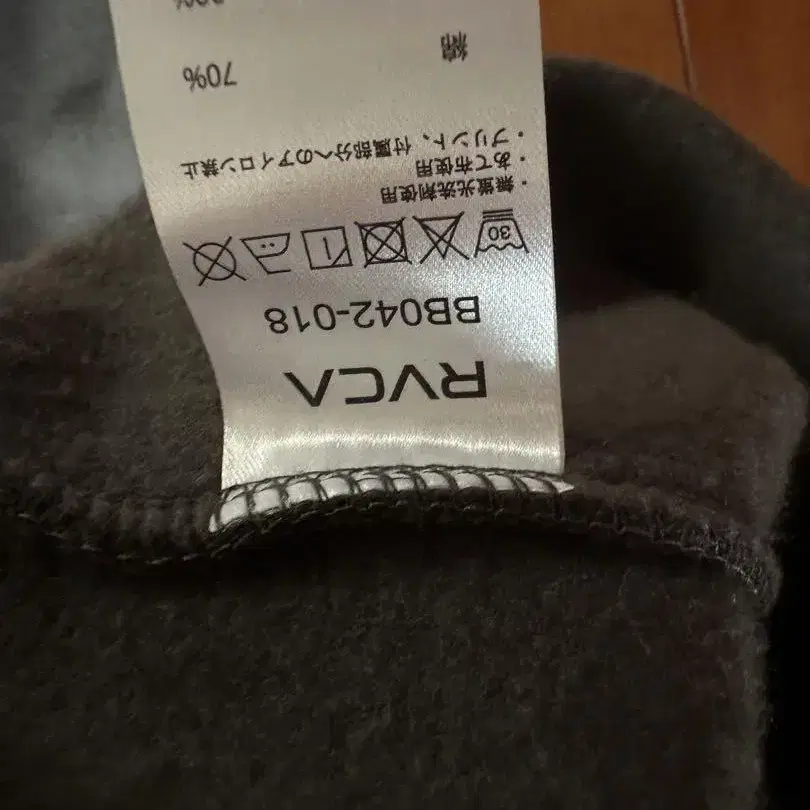 RVCA
BB042-018
30
・無蛍光洗剤使用
・あて布使用
・プリント、付属部分へのアイロン禁止
綿 70%